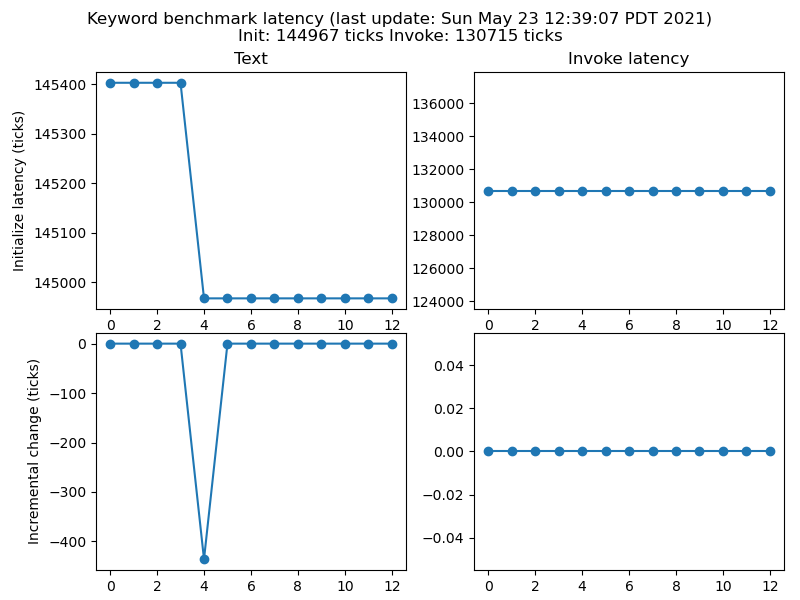 Keyword benchmark latency (last update: Sun May 23 12:39:07 PDT 2021)
Init: 144967 ticks Invoke: 130715 ticks
Text
Initialize latency (ticks)
145400
145300
145200
145100
145000
0 2 4 6 8 10 12
Invoke latency
136000
134000
132000
130000
128000
126000
124000
0 2 4 6 8 10 12
Incremental change (ticks)
0
−100
−200
−300
−400
0 2 4 6 8 10 12
0.04
0.02
0.00
−0.02
−0.04
0 2 4 6 8 10 12